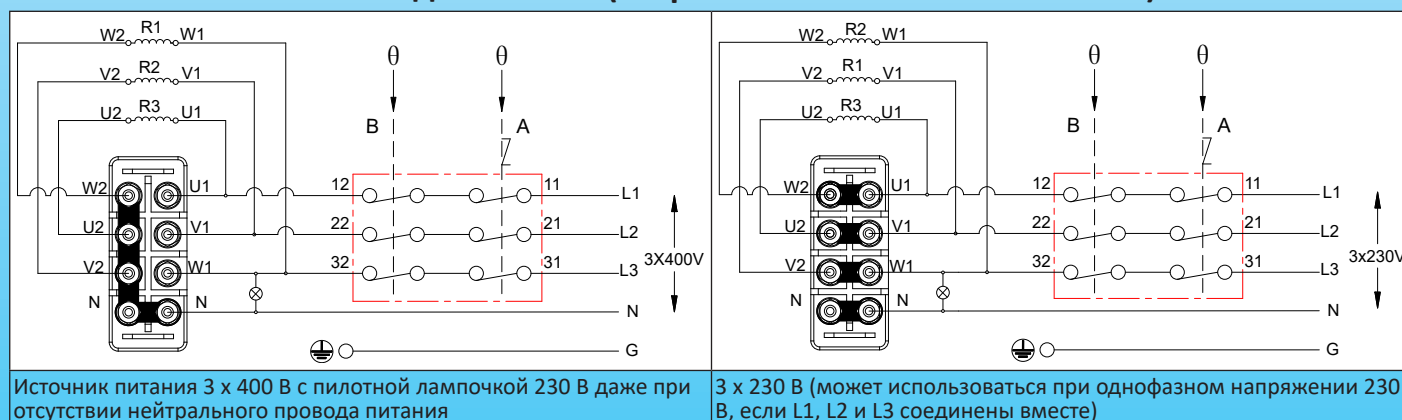 W2 R1 W1
V2 R2 V1
U2 R3 U1
θ θ
B A
W2 U1 12 11 L1
U2 V1 22 21 L2
V2 W1 32 31 L3
3X400V
N N N
G
Источник питания 3 x 400 В с пилотной лампочкой 230 В даже при
отсутствии нейтрального провода питания
W2 R2 W1
V2 R1 V1
U2 R3 U1
θ θ
B A
W2 U1 12 11 L1
U2 V1 22 21 L2
V2 W1 32 31 L3
3x230V
N N N
G
3 x 230 В (может использоваться при однофазном напряжении 230
В, если L1, L2 и L3 соединены вместе)